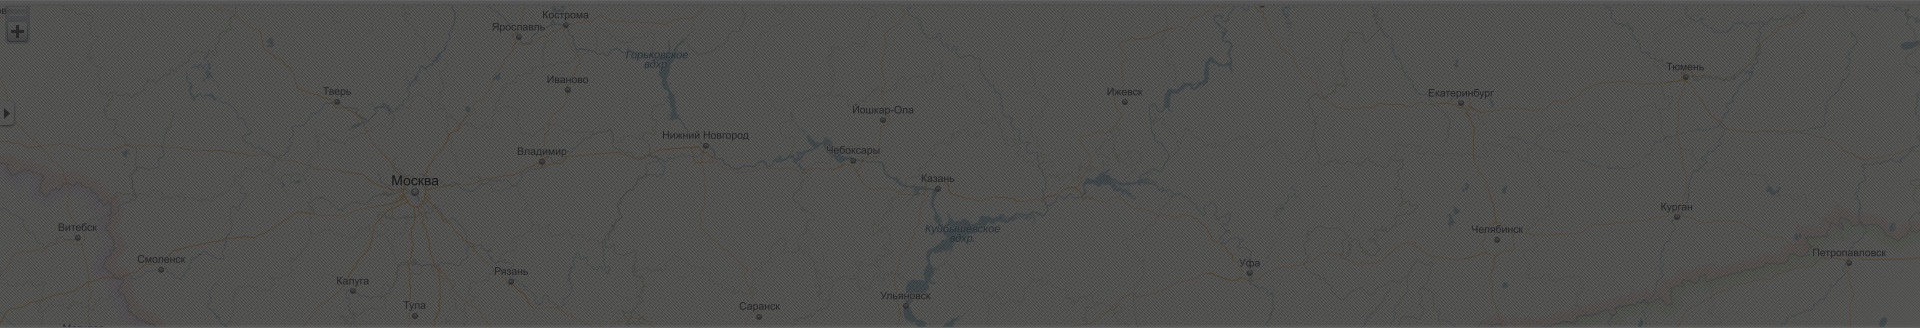 Кострома
Ярославль
Горьковское
вдхр.
Тюмень
Иваново
Тверь
Ижевск
Екатеринбург
Йошкар-Ола
Нижний Новгород
Владимир
Чебоксары
Москва
Казань
Курган
Витебск
Куйбышевское
вдхр.
Челябинск
Петропавловск
Смоленск
Уфа
Рязань
Калуга
Ульяновск
Тула
Саранск